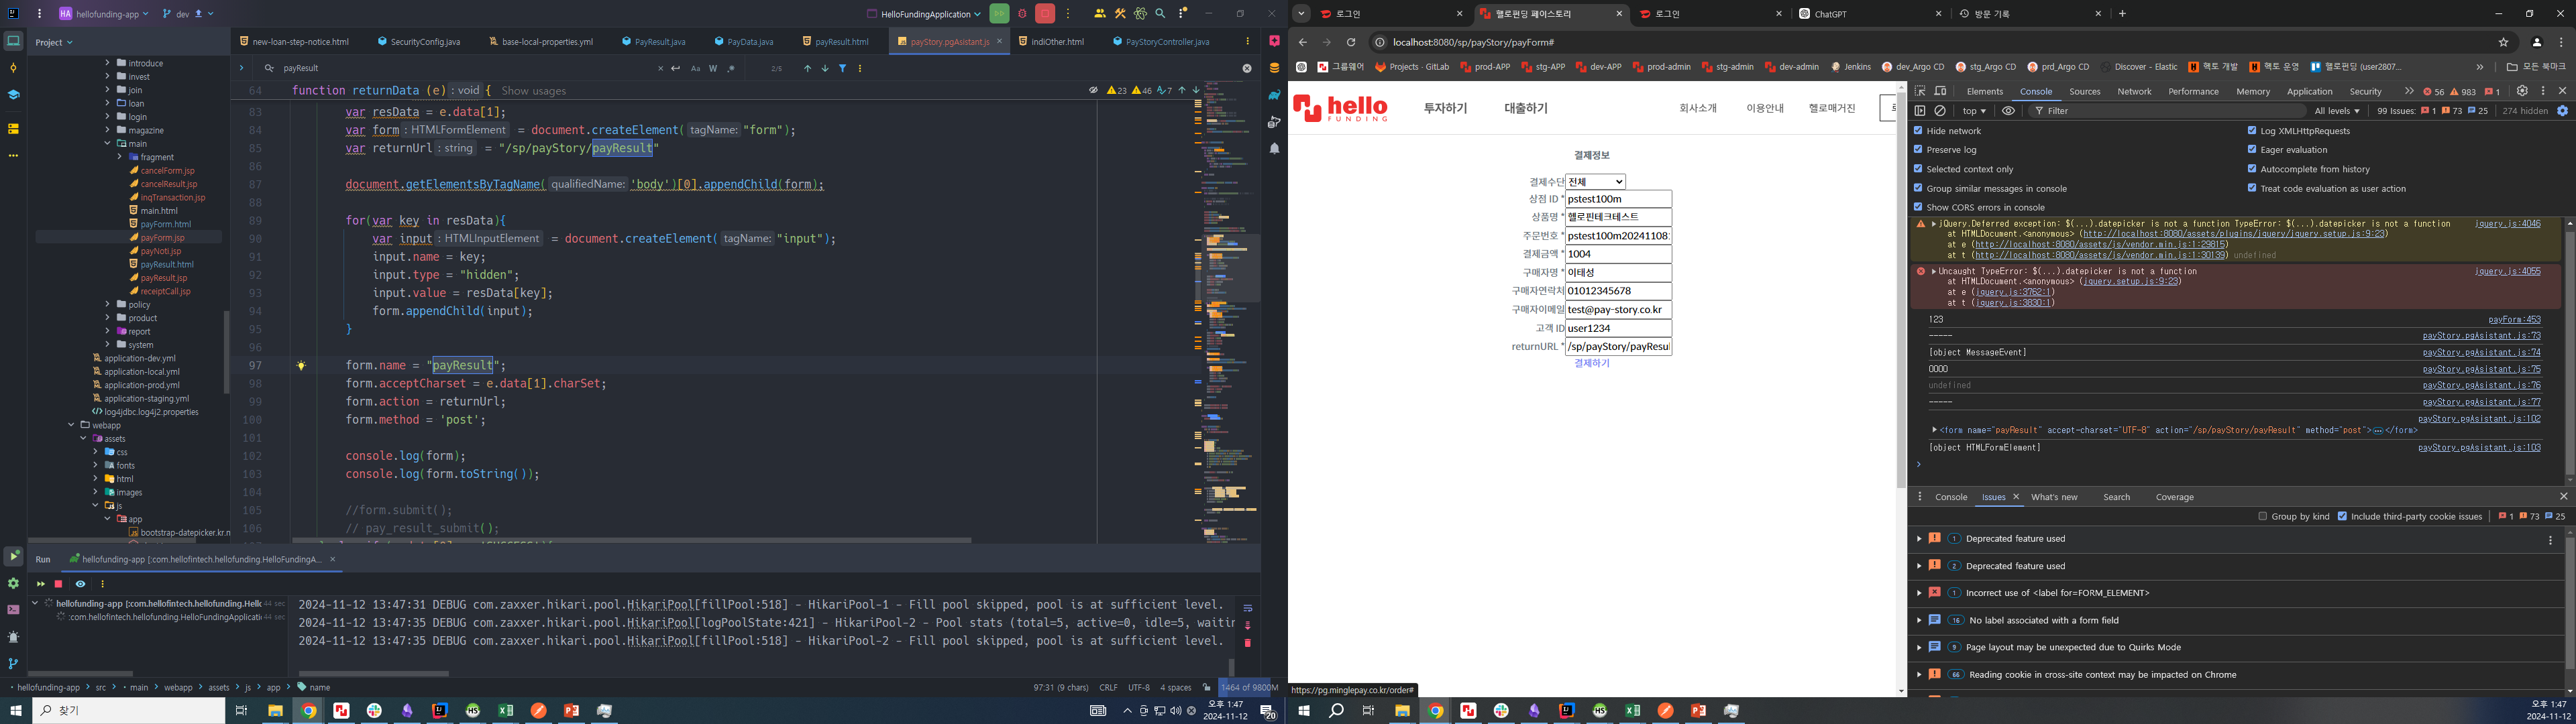 hellofunding-app
dev
HelloFundingApplication
Project
new-loan-step-notice.html
SecurityConfig.java
base-local-properties.yml
PayResult.java
PayData.java
payResult.html
payStory.pgAsistant.js
indiOther.html
PayStoryController.java
payResult
2/5
introduce
invest
join
loan
login
magazine
main
fragment
cancelForm.jsp
cancelResult.jsp
inqTransaction.jsp
main.html
payForm.html
payForm.jsp
payNoti.jsp
payResult.html
payResult.jsp
receiptCall.jsp
policy
product
report
system
application-dev.yml
application-local.yml
application-prod.yml
application-staging.yml
log4jdbc.log4j2.properties
webapp
assets
css
fonts
html
images
js
app
bootstrap-datepicker.kr.m
64 function returnData (e) : void { Show usages
23 46 7
83 var resData = e.data[1];
84 var form : HTMLFormElement = document.createElement( tagName: "form");
85 var returnUrl : string = "/sp/payStory/payResult"
86
87 document.getElementsByTagName( qualifiedName: 'body')[0].appendChild(form);
88
89 for(var key in resData){
90 var input : HTMLInputElement = document.createElement( tagName: "input");
91 input.name = key;
92 input.type = "hidden";
93 input.value = resData[key];
94 form.appendChild(input);
95 }
96
97 form.name = "payResult";
98 form.acceptCharset = e.data[1].charSet;
99 form.action = returnUrl;
100 form.method = 'post';
101
102 console.log(form);
103 console.log(form.toString());
104
105 //form.submit();
106 // pay_result_submit();
Run
hellofunding-app [:com.hellofintech.hellofunding.HelloFundingA...
hellofunding-app [:com.hellofintech.hellofunding.Hello 44 sec
:com.hellofintech.hellofunding.HelloFundingApplicatio 44 sec
2024-11-12 13:47:31 DEBUG com.zaxxer.hikari.pool.HikariPool[fillPool:518] - HikariPool-1 - Fill pool skipped, pool is at sufficient level.
2024-11-12 13:47:35 DEBUG com.zaxxer.hikari.pool.HikariPool[logPoolState:421] - HikariPool-2 - Pool stats (total=5, active=0, idle=5, waitin
2024-11-12 13:47:35 DEBUG com.zaxxer.hikari.pool.HikariPool[fillPool:518] - HikariPool-2 - Fill pool skipped, pool is at sufficient level.
hellofunding-app > src > main > webapp > assets > js > app > name
97:31 (9 chars) CRLF UTF-8 4 spaces 1464 of 9800M
찾기
오후 1:47
2024-11-12
20
로그인
헬로펀딩 페이스토리
로그인
ChatGPT
방문 기록
localhost:8080/sp/payStory/payForm#
그룹웨어
Projects · GitLab
prod-APP
stg-APP
dev-APP
prod-admin
stg-admin
dev-admin
Jenkins
dev_Argo CD
stg_Argo CD
prd_Argo CD
Discover - Elastic
핵토 개발
핵토 운영
헬로펀딩 (user2807...
모든 북마크
hello
FUNDING
투자하기
대출하기
회사소개
이용안내
헬로매거진
결제정보
결제수단 전체
상점 ID * pstest100m
상품명 * 헬로핀테크테스트
주문번호 * pstest100m20241108
결제금액 * 1004
구매자명 * 이태성
구매자연락처 01012345678
구매자이메일 test@pay-story.co.kr
고객 ID user1234
returnURL * /sp/payStory/payResul
결제하기
https://pg.minglepay.co.kr/order#
Elements
Console
Sources
Network
Performance
Memory
Application
Security
56 983 1
top
Filter
All levels
99 Issues: 1 73 25
274 hidden
Hide network
Log XMLHttpRequests
Preserve log
Eager evaluation
Selected context only
Autocomplete from history
Group similar messages in console
Treat code evaluation as user action
Show CORS errors in console
jQuery.Deferred exception: $(...).datepicker is not a function TypeError: $(...).datepicker is not a function jquery.js:4046
at HTMLDocument.<anonymous> (http://localhost:8080/assets/plugins/jquery/jquery.setup.js:9:23)
at e (http://localhost:8080/assets/js/vendor.min.js:1:29815)
at t (http://localhost:8080/assets/js/vendor.min.js:1:30139) undefined
Uncaught TypeError: $(...).datepicker is not a function jquery.js:4055
at HTMLDocument.<anonymous> (jquery.setup.js:9:23)
at e (jquery.js:3762:1)
at t (jquery.js:3830:1)
123 payForm:453
----- payStory.pgAsistant.js:73
[object MessageEvent] payStory.pgAsistant.js:74
0000 payStory.pgAsistant.js:75
undefined payStory.pgAsistant.js:76
----- payStory.pgAsistant.js:77
payStory.pgAsistant.js:102
<form name="payResult" accept-charset="UTF-8" action="/sp/payStory/payResult" method="post">…</form>
[object HTMLFormElement] payStory.pgAsistant.js:103
Console
Issues
What's new
Search
Coverage
Group by kind
Include third-party cookie issues
1 73 25
1 Deprecated feature used
2 Deprecated feature used
1 Incorrect use of <label for=FORM_ELEMENT>
16 No label associated with a form field
9 Page layout may be unexpected due to Quirks Mode
66 Reading cookie in cross-site context may be impacted on Chrome
오후 1:47
2024-11-12